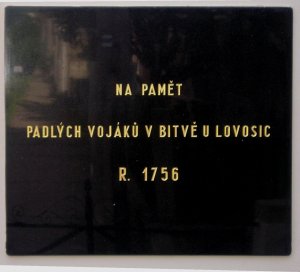 NA PAMĚT
PADLÝCH VOJÁKŮ V BITVĚ U LOVOSIC
R. 1756